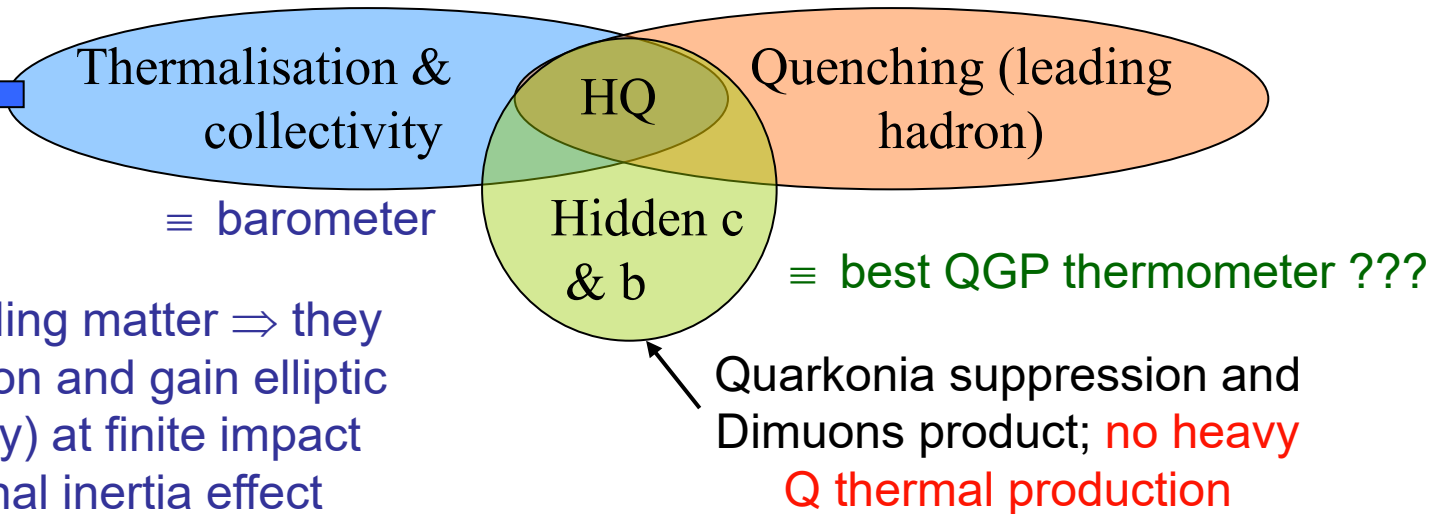 Thermalisation &
collectivity
HQ
Quenching (leading
hadron)
≡ barometer
Hidden c
& b
≡ best QGP thermometer ???
ling matter ⇒ they
on and gain elliptic
y) at finite impact
nal inertia effect
Quarkonia suppression and
Dimuons product; no heavy
Q thermal production